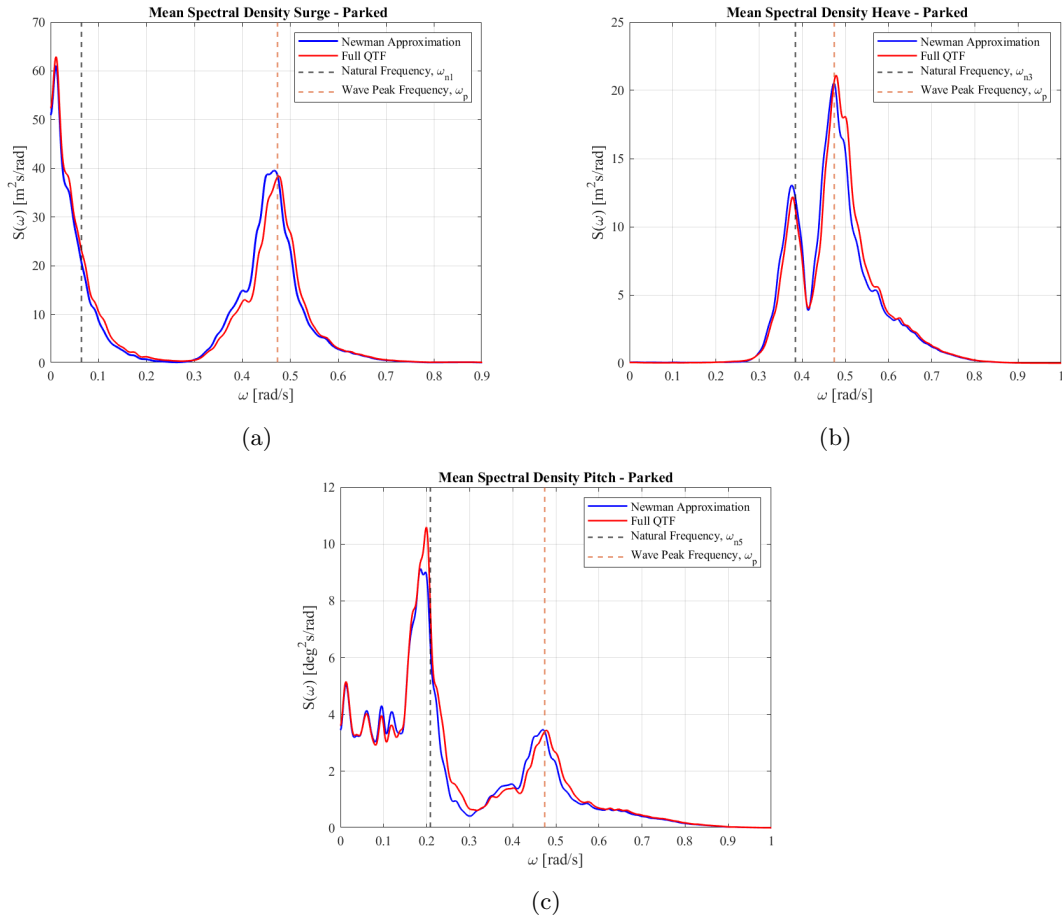 Mean Spectral Density Surge - Parked
70
60
50
40
30
20
10
0
S(ω) [m²s/rad]
Newman Approximation
Full QTF
Natural Frequency, ωn1
Wave Peak Frequency, ωp
0 0.1 0.2 0.3 0.4 0.5 0.6 0.7 0.8 0.9
ω [rad/s]
(a)
Mean Spectral Density Heave - Parked
25
20
15
10
5
0
S(ω) [m²s/rad]
Newman Approximation
Full QTF
Natural Frequency, ωn3
Wave Peak Frequency, ωp
0 0.1 0.2 0.3 0.4 0.5 0.6 0.7 0.8 0.9 1
ω [rad/s]
(b)
Mean Spectral Density Pitch - Parked
12
10
8
6
4
2
0
S(ω) [deg²s/rad]
Newman Approximation
Full QTF
Natural Frequency, ωn5
Wave Peak Frequency, ωp
0 0.1 0.2 0.3 0.4 0.5 0.6 0.7 0.8 0.9 1
ω [rad/s]
(c)